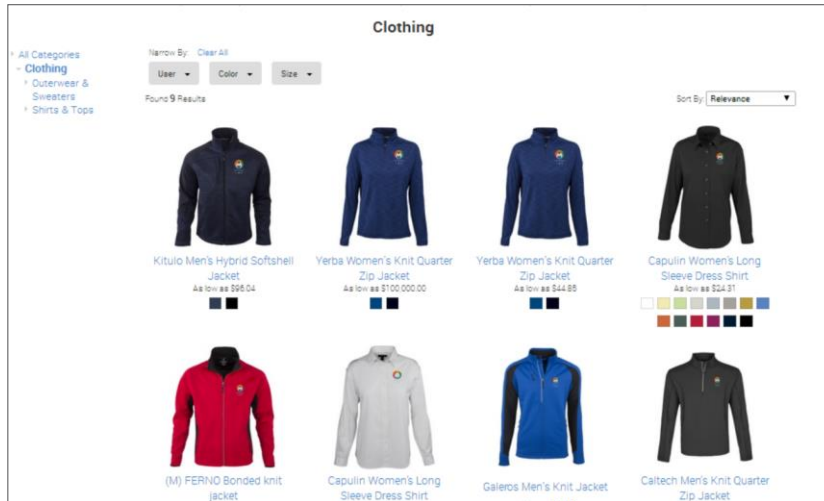 Clothing
All Categories
Clothing
Outerwear &
Sweaters
Shirts & Tops
Narrow By: Clear All
User
Color
Size
Found 9 Results
Sort By: Relevance
Kitulo Men's Hybrid Softshell
Jacket
As low as $96.04
Yerba Women's Knit Quarter
Zip Jacket
As low as $100,000.00
Yerba Women's Knit Quarter
Zip Jacket
As low as $44.86
Capulin Women's Long
Sleeve Dress Shirt
As low as $24.31
(M) FERNO Bonded knit
jacket
Capulin Women's Long
Sleeve Dress Shirt
Galeros Men's Knit Jacket
Caltech Men's Knit Quarter
Zip Jacket